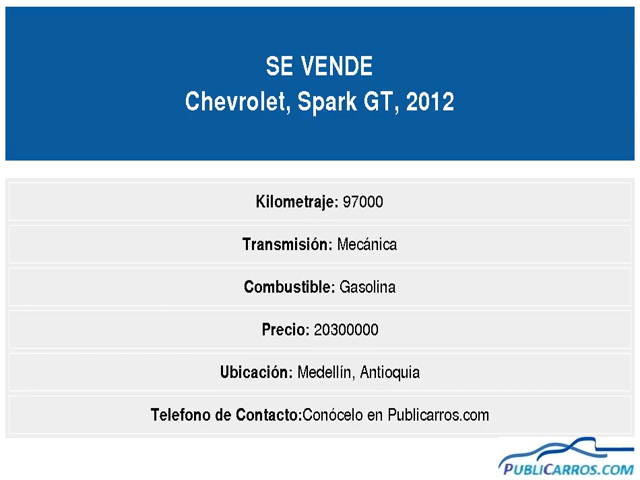 SE VENDE
Chevrolet, Spark GT, 2012
Kilometraje: 97000
Transmisión: Mecánica
Combustible: Gasolina
Precio: 20300000
Ubicación: Medellín, Antioquia
Telefono de Contacto:Conócelo en Publicarros.com
PUBLICARROS.COM